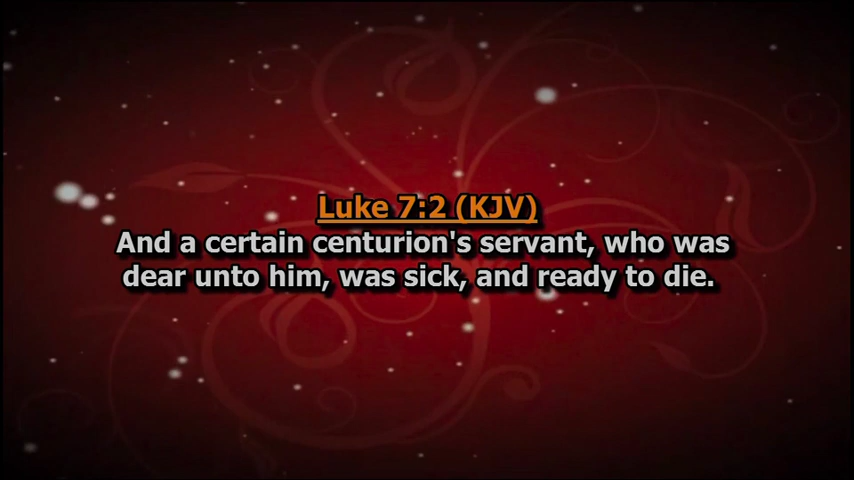 Luke 7:2 (KJV)
And a certain centurion's servant, who was
dear unto him, was sick, and ready to die.